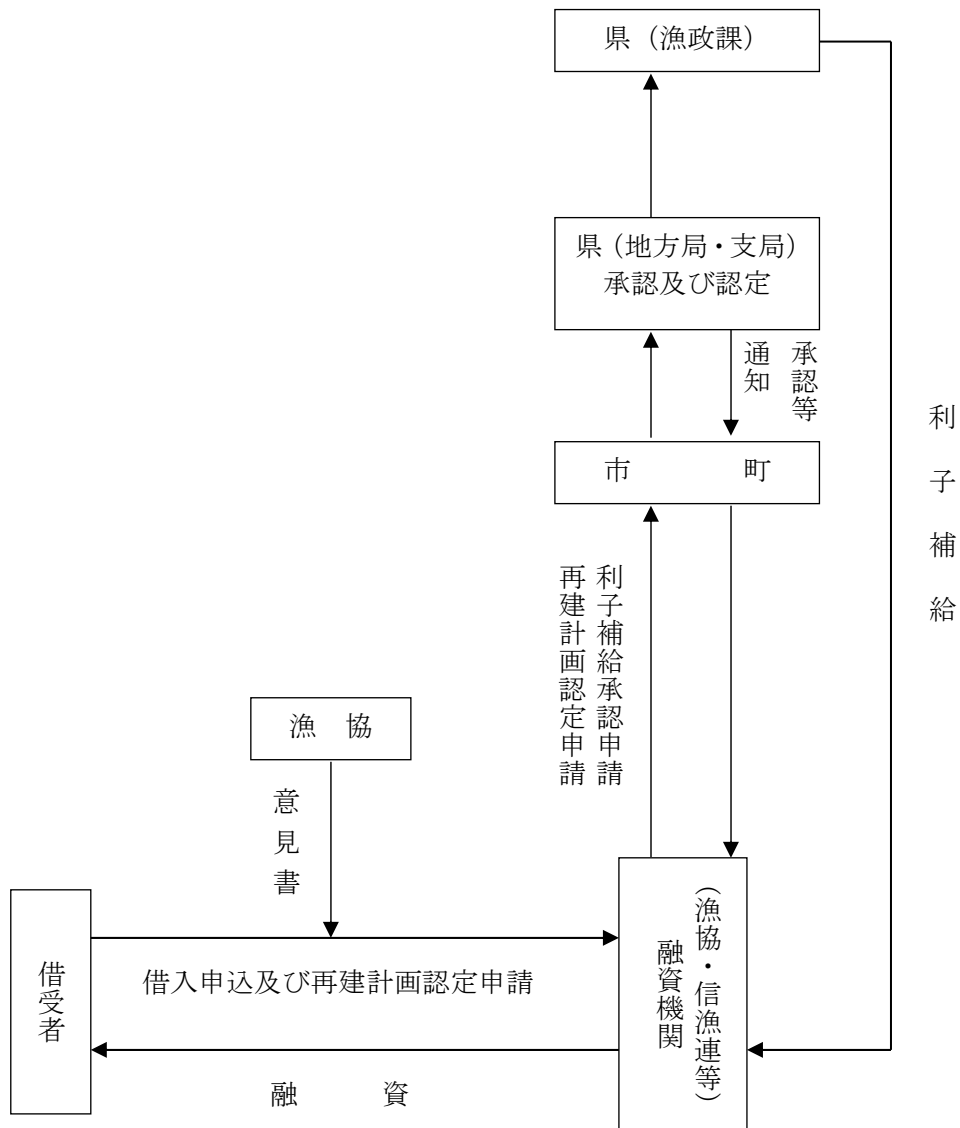 県（漁政課）
県（地方局・支局）
承認及び認定
承認等
通知
利子補給
市　町
利子補給承認申請
再建計画認定申請
漁　協
意見書
借受者
借入申込及び再建計画認定申請
（漁協・信漁連等）
融資機関
融　資